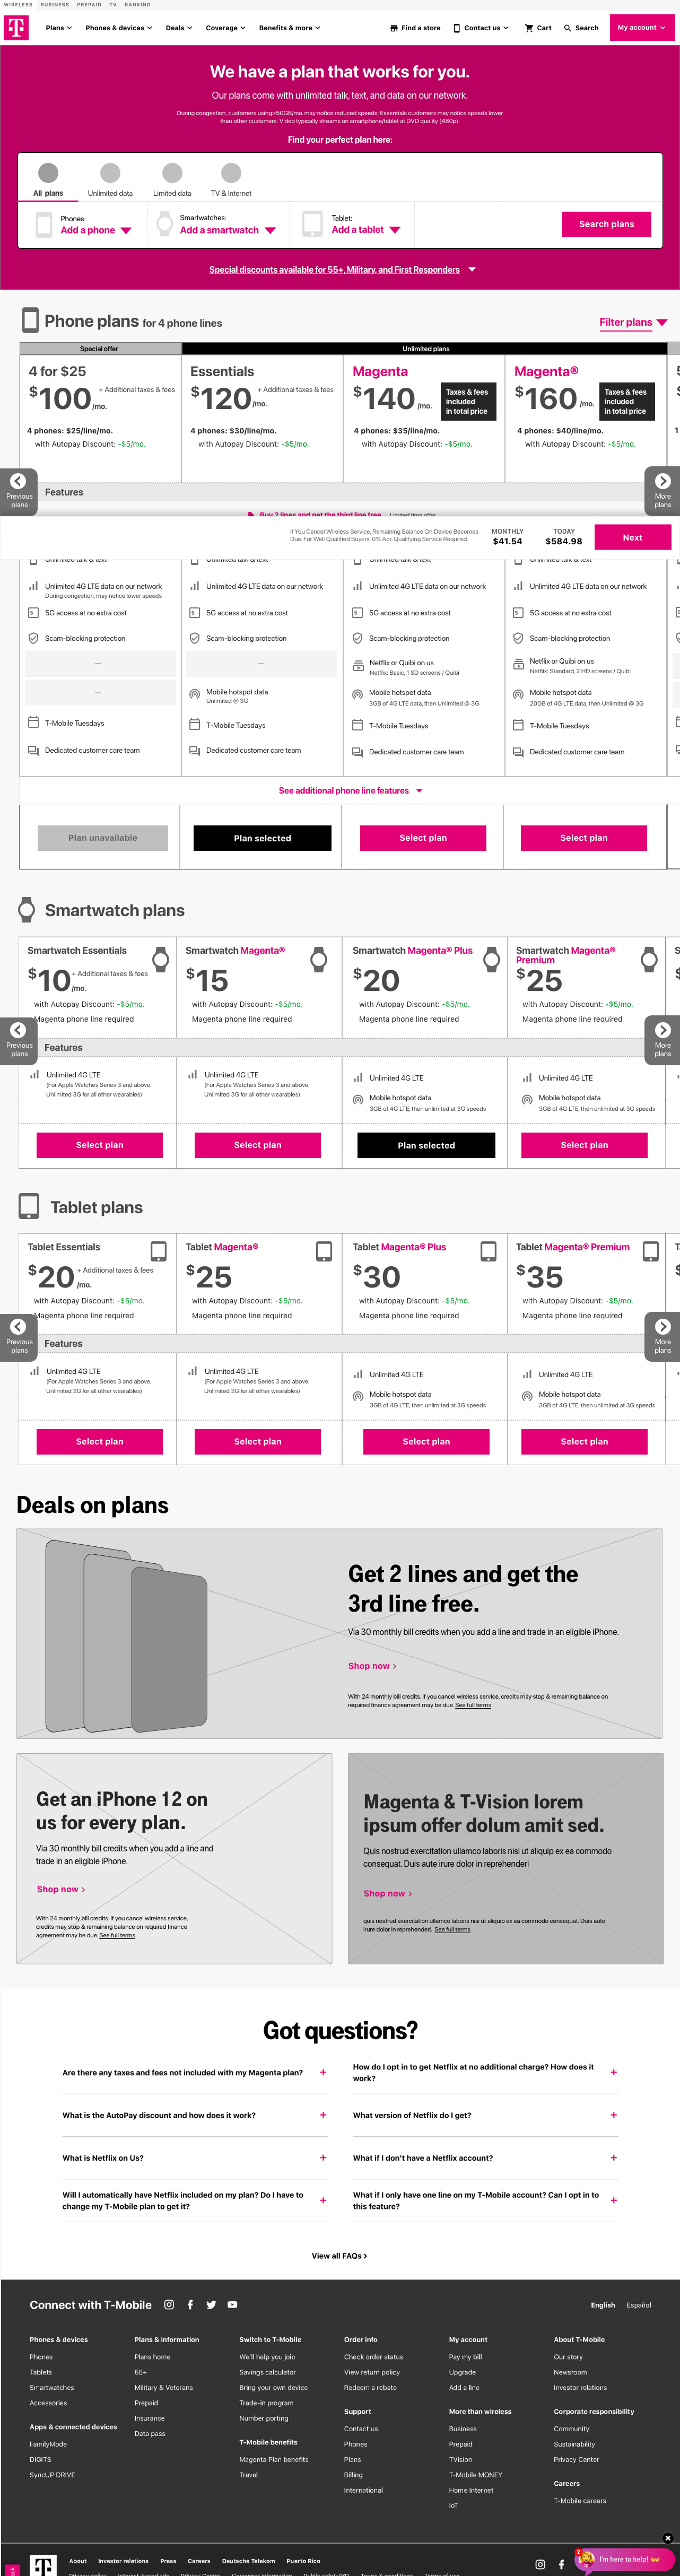 WIRELESS BUSINESS PREPAID TV BANKING
Plans Phones & devices Deals Coverage Benefits & more Find a store Contact us Cart Search My account
We have a plan that works for you.
Our plans come with unlimited talk, text, and data on our network.
During congestion, customers using>50GB/mo. may notice reduced speeds; Essentials customers may notice speeds lower
than other customers. Video typically streams on smartphone/tablet at DVD quality (480p).
Find your perfect plan here:
All plans Unlimited data Limited data TV & Internet
Phones: Smartwatches: Tablet:
Add a phone Add a smartwatch Add a tablet Search plans
Special discounts available for 55+, Military, and First Responders
Phone plans for 4 phone lines Filter plans
Special offer Unlimited plans
4 for $25 Essentials Magenta Magenta®
$100 /mo. + Additional taxes & fees $120 /mo. + Additional taxes & fees $140 /mo. Taxes & fees included in total price $160 /mo. Taxes & fees included in total price
4 phones: $25/line/mo. 4 phones: $30/line/mo. 4 phones: $35/line/mo. 4 phones: $40/line/mo.
with Autopay Discount: -$5/mo. with Autopay Discount: -$5/mo. with Autopay Discount: -$5/mo. with Autopay Discount: -$5/mo.
Previous plans Features More plans
Buy 2 lines and get the third line free Limited time offer
If You Cancel Wireless Service, Remaining Balance On Device Becomes
Due. For Well Qualified Buyers. 0% Apr. Qualifying Service Required.
MONTHLY $41.54 TODAY $584.98 Next
Unlimited talk & text Unlimited talk & text Unlimited talk & text Unlimited talk & text
Unlimited 4G LTE data on our network Unlimited 4G LTE data on our network Unlimited 4G LTE data on our network Unlimited 4G LTE data on our network
During congestion, may notice lower speeds
5G access at no extra cost 5G access at no extra cost 5G access at no extra cost 5G access at no extra cost
Scam-blocking protection Scam-blocking protection Scam-blocking protection Scam-blocking protection
— — Netflix or Quibi on us Netflix or Quibi on us
Netflix: Basic, 1 SD screens / Quibi Netflix: Standard, 2 HD screens / Quibi
— Mobile hotspot data Mobile hotspot data Mobile hotspot data
Unlimited @ 3G 3GB of 4G LTE data, then Unlimited @ 3G 20GB of 4G LTE data, then Unlimited @ 3G
T-Mobile Tuesdays T-Mobile Tuesdays T-Mobile Tuesdays T-Mobile Tuesdays
Dedicated customer care team Dedicated customer care team Dedicated customer care team Dedicated customer care team
See additional phone line features
Plan unavailable Plan selected Select plan Select plan
Smartwatch plans
Smartwatch Essentials Smartwatch Magenta® Smartwatch Magenta® Plus Smartwatch Magenta® Premium
$10 /mo. + Additional taxes & fees $15 $20 $25
with Autopay Discount: -$5/mo. with Autopay Discount: -$5/mo. with Autopay Discount: -$5/mo. with Autopay Discount: -$5/mo.
Magenta phone line required Magenta phone line required Magenta phone line required Magenta phone line required
Previous plans Features More plans
Unlimited 4G LTE Unlimited 4G LTE Unlimited 4G LTE Unlimited 4G LTE
(For Apple Watches Series 3 and above. (For Apple Watches Series 3 and above. Mobile hotspot data Mobile hotspot data
Unlimited 3G for all other wearables) Unlimited 3G for all other wearables) 3GB of 4G LTE, then unlimited at 3G speeds 3GB of 4G LTE, then unlimited at 3G speeds
Select plan Select plan Plan selected Select plan
Tablet plans
Tablet Essentials Tablet Magenta® Tablet Magenta® Plus Tablet Magenta® Premium
$20 /mo. + Additional taxes & fees $25 $30 $35
with Autopay Discount: -$5/mo. with Autopay Discount: -$5/mo. with Autopay Discount: -$5/mo. with Autopay Discount: -$5/mo.
Magenta phone line required Magenta phone line required Magenta phone line required Magenta phone line required
Previous plans Features More plans
Unlimited 4G LTE Unlimited 4G LTE Unlimited 4G LTE Unlimited 4G LTE
(For Apple Watches Series 3 and above. (For Apple Watches Series 3 and above. Mobile hotspot data Mobile hotspot data
Unlimited 3G for all other wearables) Unlimited 3G for all other wearables) 3GB of 4G LTE, then unlimited at 3G speeds 3GB of 4G LTE, then unlimited at 3G speeds
Select plan Select plan Select plan Select plan
Deals on plans
Get 2 lines and get the
3rd line free.
Via 30 monthly bill credits when you add a line and trade in an eligible iPhone.
Shop now
With 24 monthly bill credits. If you cancel wireless service, credits may stop & remaining balance on
required finance agreement may be due. See full terms
Get an iPhone 12 on
us for every plan.
Via 30 monthly bill credits when you add a line and
trade in an eligible iPhone.
Shop now
With 24 monthly bill credits. If you cancel wireless service,
credits may stop & remaining balance on required finance
agreement may be due. See full terms
Magenta & T-Vision lorem
ipsum offer dolum amit sed.
Quis nostrud exercitation ullamco laboris nisi ut aliquip ex ea commodo
consequat. Duis aute irure dolor in reprehenderi
Shop now
quis nostrud exercitation ullamco laboris nisi ut aliquip ex ea commodo consequat. Duis aute
irure dolor in reprehenderi. See full terms
Got questions?
Are there any taxes and fees not included with my Magenta plan? +
How do I opt in to get Netflix at no additional charge? How does it
work? +
What is the AutoPay discount and how does it work? +
What version of Netflix do I get? +
What is Netflix on Us? +
What if I don't have a Netflix account? +
Will I automatically have Netflix included on my plan? Do I have to
change my T-Mobile plan to get it? +
What if I only have one line on my T-Mobile account? Can I opt in to
this feature? +
View all FAQs
Connect with T-Mobile English Español
Phones & devices
Phones
Tablets
Smartwatches
Accessories
Apps & connected devices
FamilyMode
DIGITS
SyncUP DRIVE
Plans & information
Plans home
55+
Military & Veterans
Prepaid
Insurance
Data pass
Switch to T-Mobile
We'll help you join
Savings calculator
Bring your own device
Trade-in program
Number porting
T-Mobile benefits
Magenta Plan benefits
Travel
Order info
Check order status
View return policy
Redeem a rebate
Support
Contact us
Phones
Plans
Billing
International
My account
Pay my bill
Upgrade
Add a line
More than wireless
Business
Prepaid
TVision
T-Mobile MONEY
Home Internet
IoT
About T-Mobile
Our story
Newsroom
Investor relations
Corporate responsibility
Community
Sustainability
Privacy Center
Careers
T-Mobile careers
About Investor relations Press Careers Deutsche Telekom Puerto Rico
2 I'm here to help!